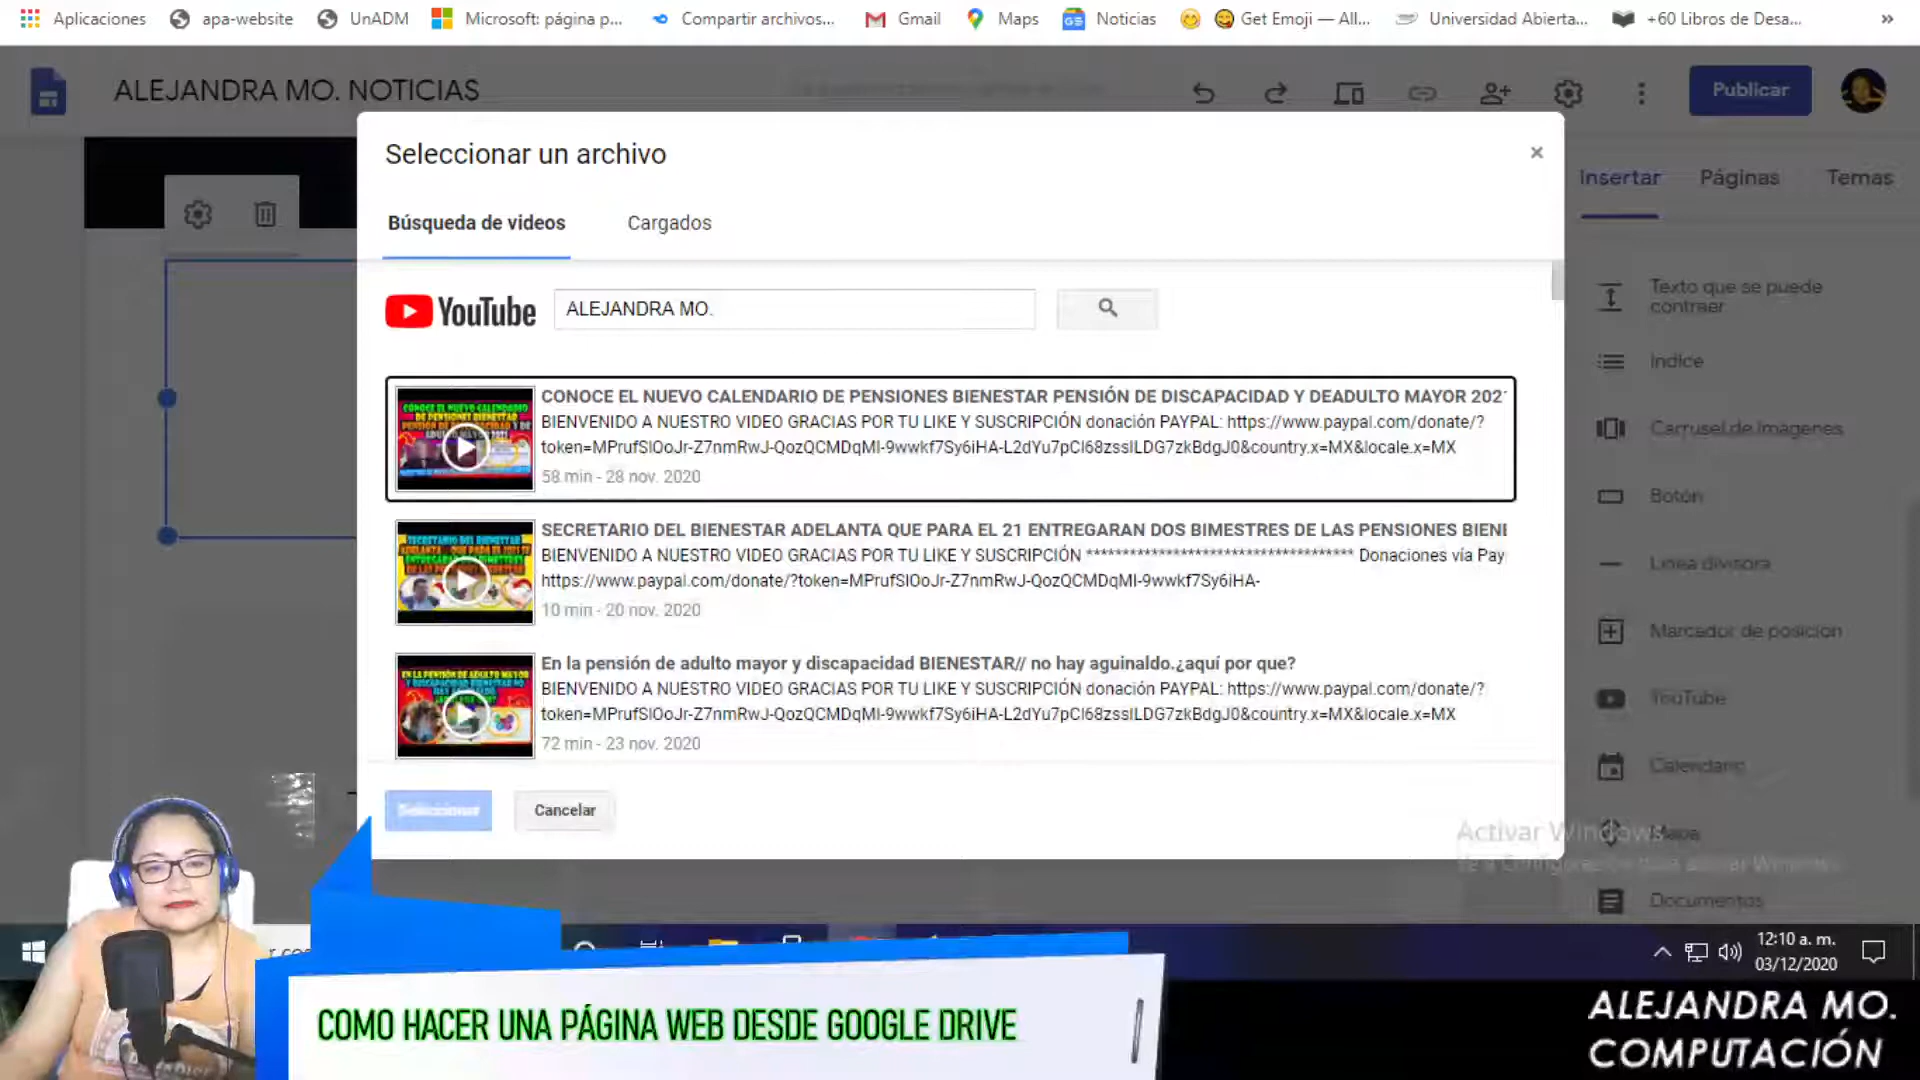 Aplicaciones
apa-website
UnADM
Microsoft: página p...
Compartir archivos...
Gmail
Maps
Noticias
Get Emoji — All...
Universidad Abierta...
+60 Libros de Desa...
»
ALEJANDRA MO. NOTICIAS
Publicar
Seleccionar un archivo
Insertar
Páginas
Temas
Búsqueda de videos
Cargados
YouTube
ALEJANDRA MO.
CONOCE EL NUEVO CALENDARIO DE PENSIONES BIENESTAR PENSIÓN DE DISCAPACIDAD Y DEADULTO MAYOR 2021
BIENVENIDO A NUESTRO VIDEO GRACIAS POR TU LIKE Y SUSCRIPCIÓN donación PAYPAL: https://www.paypal.com/donate/?
token=MPrufSIOoJr-Z7nmRwJ-QozQCMDqMI-9wwkf7Sy6iHA-L2dYu7pCI68zssILDG7zkBdgJ0&country.x=MX&locale.x=MX
58 min - 28 nov. 2020
SECRETARIO DEL BIENESTAR ADELANTA QUE PARA EL 21 ENTREGARAN DOS BIMESTRES DE LAS PENSIONES BIENE
BIENVENIDO A NUESTRO VIDEO GRACIAS POR TU LIKE Y SUSCRIPCIÓN ************************************ Donaciones vía Pay
https://www.paypal.com/donate/?token=MPrufSIOoJr-Z7nmRwJ-QozQCMDqMI-9wwkf7Sy6iHA-
10 min - 20 nov. 2020
En la pensión de adulto mayor y discapacidad BIENESTAR// no hay aguinaldo.¿aquí por que?
BIENVENIDO A NUESTRO VIDEO GRACIAS POR TU LIKE Y SUSCRIPCIÓN donación PAYPAL: https://www.paypal.com/donate/?
token=MPrufSIOoJr-Z7nmRwJ-QozQCMDqMI-9wwkf7Sy6iHA-L2dYu7pCI68zssILDG7zkBdgJ0&country.x=MX&locale.x=MX
72 min - 23 nov. 2020
Seleccionar
Cancelar
Texto que se puede
contraer
Indice
Carrusel de imágenes
Botón
Línea divisora
Marcador de posición
YouTube
Calendario
Mapa
Documentos
Activar Windows
12:10 a. m.
03/12/2020
COMO HACER UNA PÁGINA WEB DESDE GOOGLE DRIVE
ALEJANDRA MO.
COMPUTACIÓN